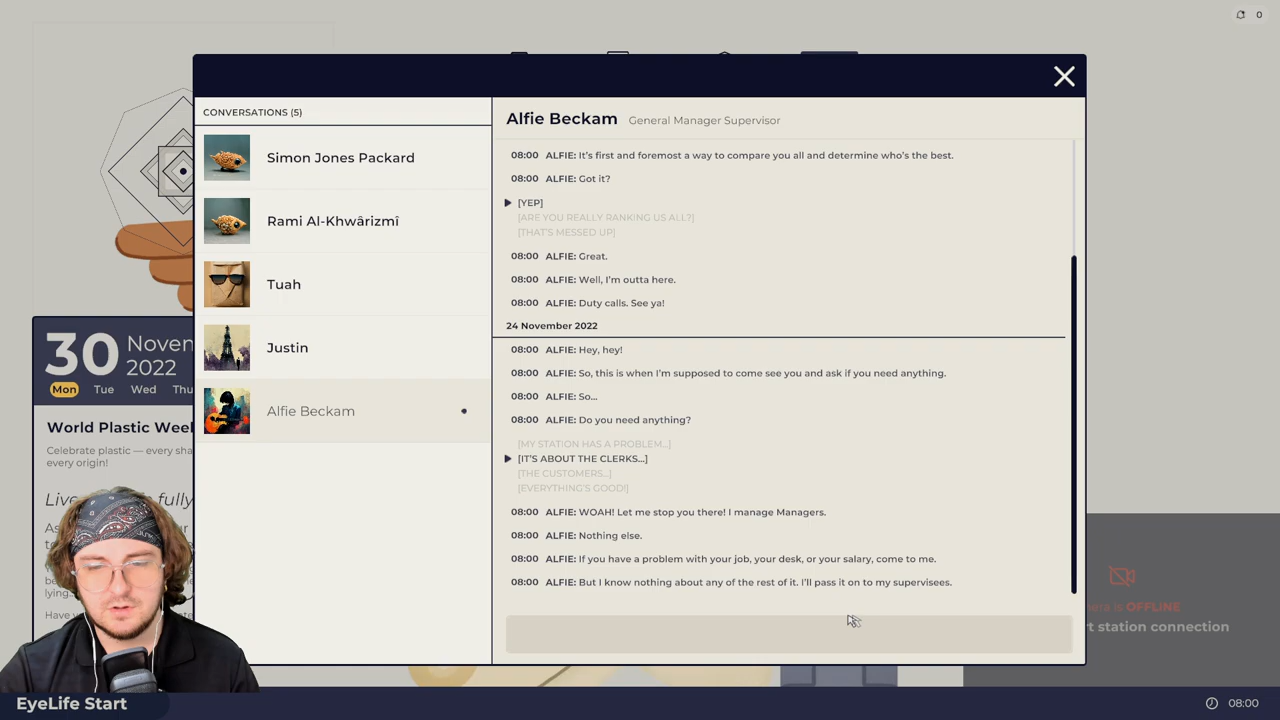 0
CONVERSATIONS (5)
Simon Jones Packard
Rami Al-Khwârizmî
Tuah
Justin
Alfie Beckam
Alfie Beckam General Manager Supervisor
08:00 ALFIE: It's first and foremost a way to compare you all and determine who's the best.
08:00 ALFIE: Got it?
[YEP]
[ARE YOU REALLY RANKING US ALL?]
[THAT'S MESSED UP]
08:00 ALFIE: Great.
08:00 ALFIE: Well, I'm outta here.
08:00 ALFIE: Duty calls. See ya!
24 November 2022
08:00 ALFIE: Hey, hey!
08:00 ALFIE: So, this is when I'm supposed to come see you and ask if you need anything.
08:00 ALFIE: So...
08:00 ALFIE: Do you need anything?
[MY STATION HAS A PROBLEM...]
[IT'S ABOUT THE CLERKS...]
[THE CUSTOMERS...]
[EVERYTHING'S GOOD!]
08:00 ALFIE: WOAH! Let me stop you there! I manage Managers.
08:00 ALFIE: Nothing else.
08:00 ALFIE: If you have a problem with your job, your desk, or your salary, come to me.
08:00 ALFIE: But I know nothing about any of the rest of it. I'll pass it on to my supervisees.
30 Novem
2022
Mon Tue Wed Thu
World Plastic Weel
Celebrate plastic — every sha
every origin!
Live fully
As
Have
era is OFFLINE
rt station connection
EyeLife Start
08:00